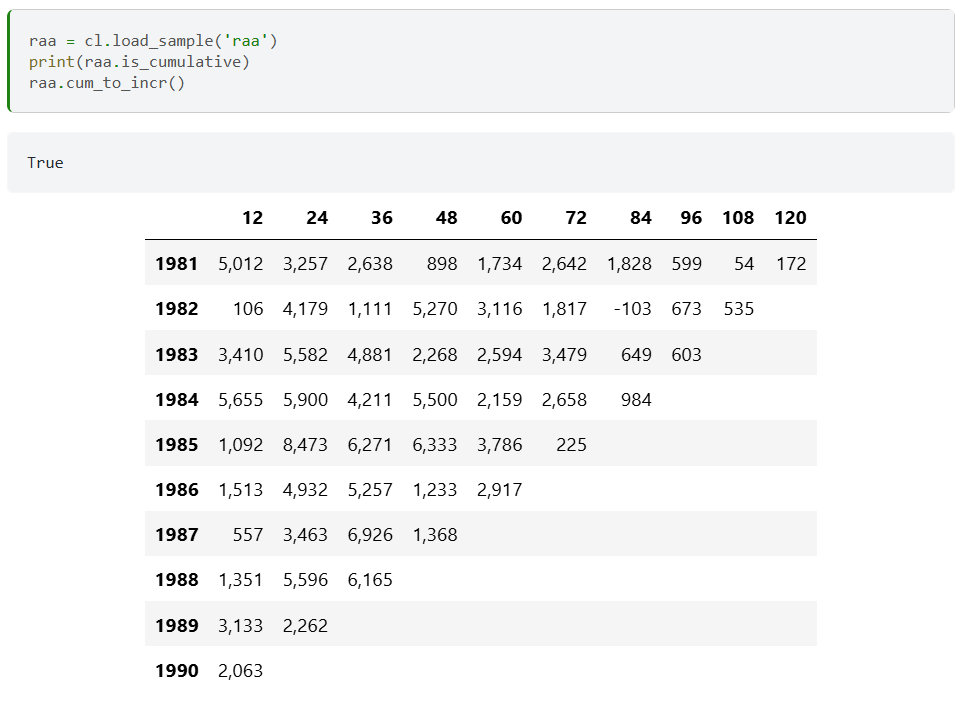 raa = cl.load_sample('raa')
print(raa.is_cumulative)
raa.cum_to_incr()
True
12 24 36 48 60 72 84 96 108 120
1981 5,012 3,257 2,638 898 1,734 2,642 1,828 599 54 172
1982 106 4,179 1,111 5,270 3,116 1,817 -103 673 535
1983 3,410 5,582 4,881 2,268 2,594 3,479 649 603
1984 5,655 5,900 4,211 5,500 2,159 2,658 984
1985 1,092 8,473 6,271 6,333 3,786 225
1986 1,513 4,932 5,257 1,233 2,917
1987 557 3,463 6,926 1,368
1988 1,351 5,596 6,165
1989 3,133 2,262
1990 2,063